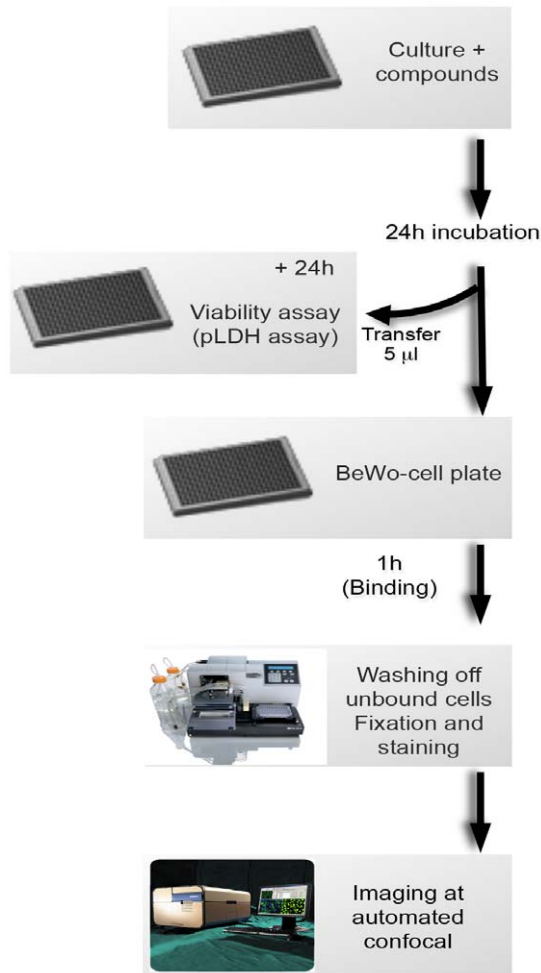 Culture +
compounds
24h incubation
+ 24h
Viability assay
(pLDH assay)
Transfer
5 µl
BeWo-cell plate
1h
(Binding)
Washing off
unbound cells
Fixation and
staining
Imaging at
automated
confocal